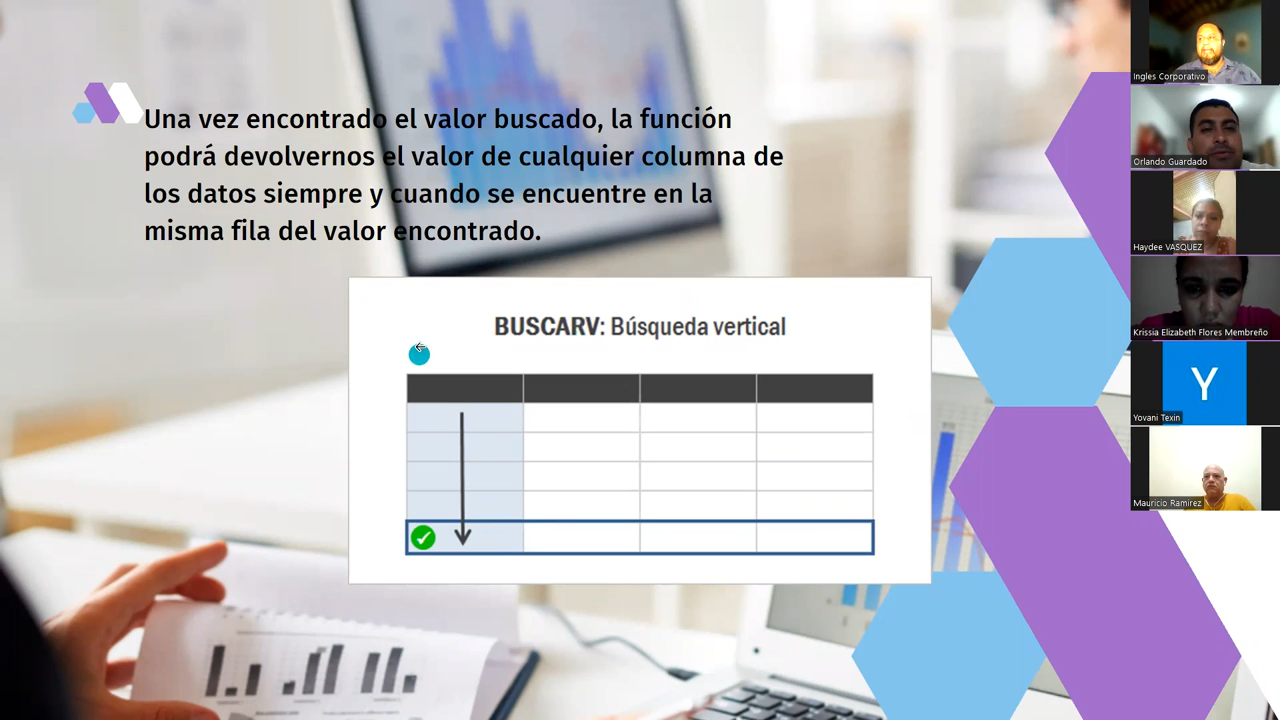 Una vez encontrado el valor buscado, la función
podrá devolvernos el valor de cualquier columna de
los datos siempre y cuando se encuentre en la
misma fila del valor encontrado.
BUSCARV: Búsqueda vertical
Ingles Corporativo
Orlando Guardado
Haydee VASQUEZ
Krissia Elizabeth Flores Membreño
Y
Yovani Texin
Mauricio Ramirez